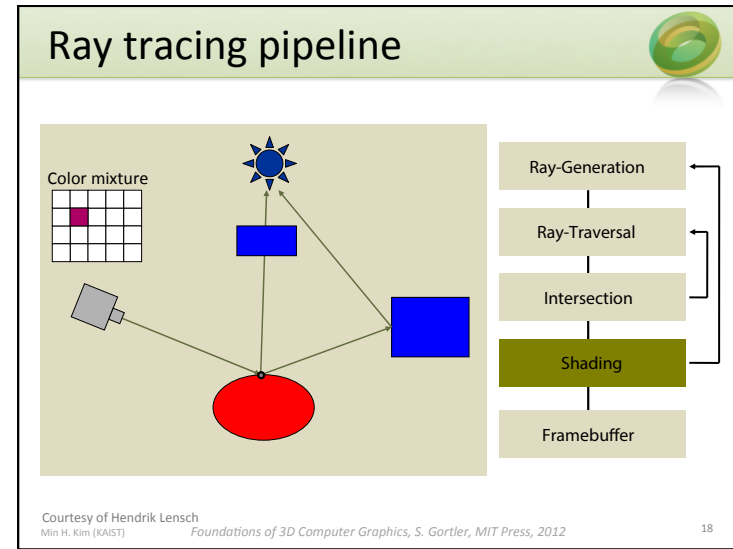 Ray tracing pipeline
Color mixture
Ray-Generation
Ray-Traversal
Intersection
Shading
Framebuffer
Courtesy of Hendrik Lensch
Min H. Kim (KAIST) Foundations of 3D Computer Graphics, S. Gortler, MIT Press, 2012 18